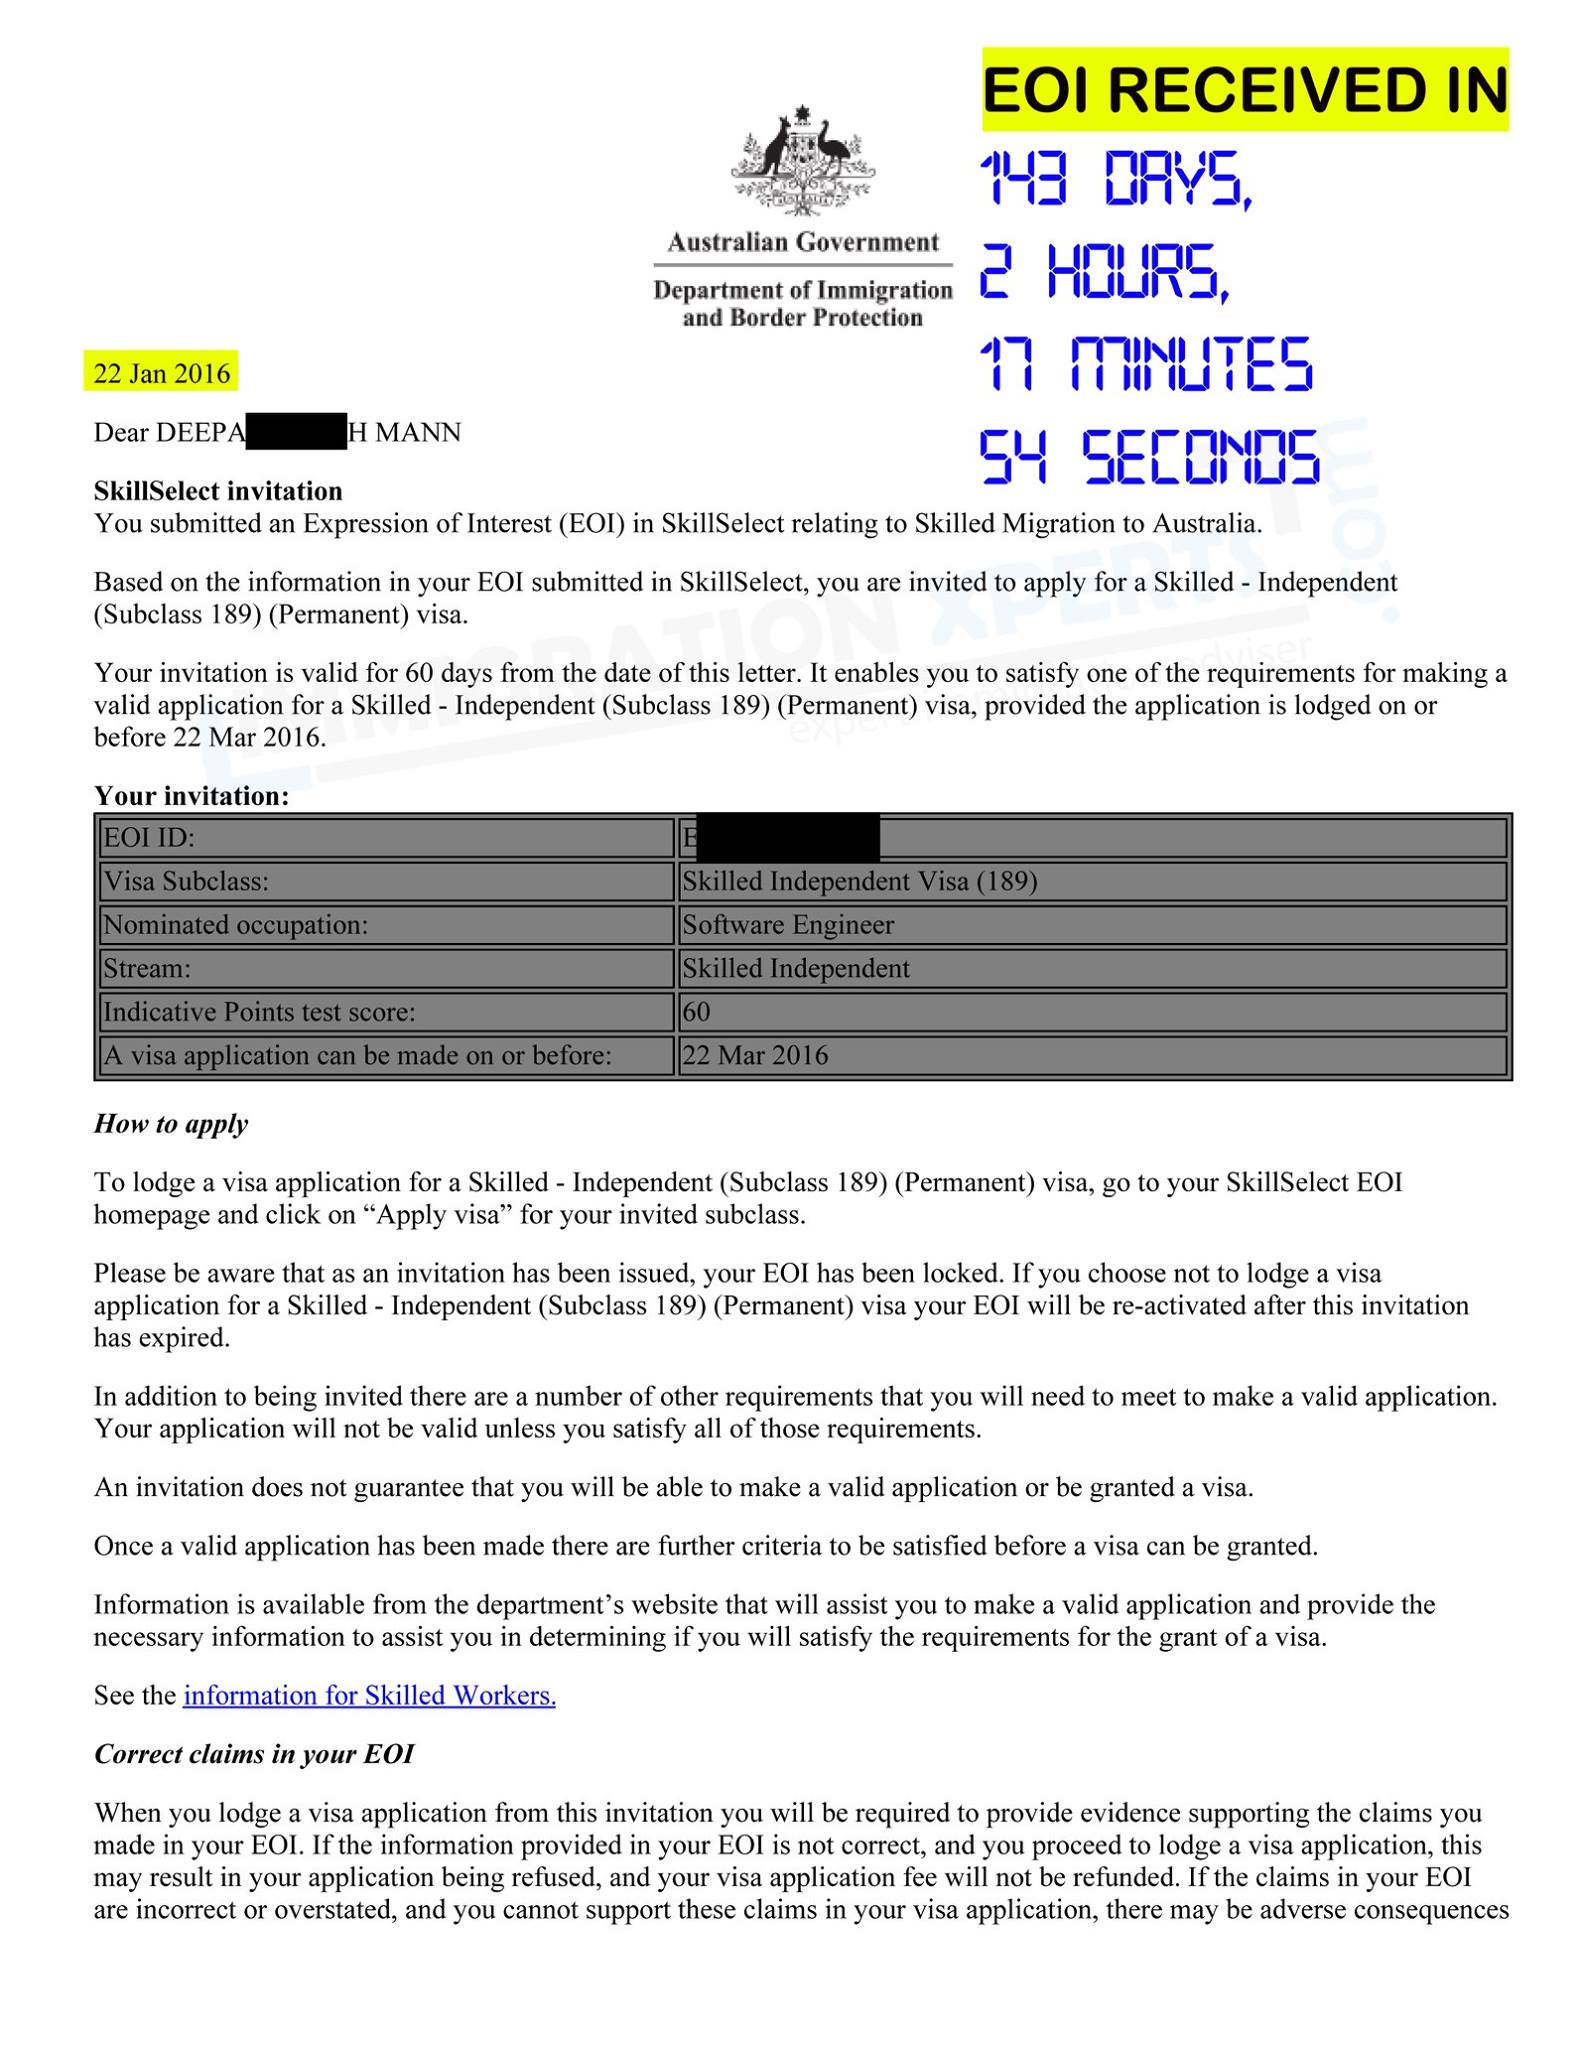 EOI RECEIVED IN
143 DAYS,
2 HOURS,
17 MINUTES
54 SECONDS
Australian Government
Department of Immigration
and Border Protection
22 Jan 2016
Dear DEEPA H MANN
SkillSelect invitation
You submitted an Expression of Interest (EOI) in SkillSelect relating to Skilled Migration to Australia.
Based on the information in your EOI submitted in SkillSelect, you are invited to apply for a Skilled - Independent
(Subclass 189) (Permanent) visa.
Your invitation is valid for 60 days from the date of this letter. It enables you to satisfy one of the requirements for making a
valid application for a Skilled - Independent (Subclass 189) (Permanent) visa, provided the application is lodged on or
before 22 Mar 2016.
IMMIGRATION XPERTS .com
Your invitation:
EOI ID: E
Visa Subclass: Skilled Independent Visa (189)
Nominated occupation: Software Engineer
Stream: Skilled Independent
Indicative Points test score: 60
A visa application can be made on or before: 22 Mar 2016
How to apply
To lodge a visa application for a Skilled - Independent (Subclass 189) (Permanent) visa, go to your SkillSelect EOI
homepage and click on “Apply visa” for your invited subclass.
Please be aware that as an invitation has been issued, your EOI has been locked. If you choose not to lodge a visa
application for a Skilled - Independent (Subclass 189) (Permanent) visa your EOI will be re-activated after this invitation
has expired.
In addition to being invited there are a number of other requirements that you will need to meet to make a valid application.
Your application will not be valid unless you satisfy all of those requirements.
An invitation does not guarantee that you will be able to make a valid application or be granted a visa.
Once a valid application has been made there are further criteria to be satisfied before a visa can be granted.
Information is available from the department’s website that will assist you to make a valid application and provide the
necessary information to assist you in determining if you will satisfy the requirements for the grant of a visa.
See the information for Skilled Workers.
Correct claims in your EOI
When you lodge a visa application from this invitation you will be required to provide evidence supporting the claims you
made in your EOI. If the information provided in your EOI is not correct, and you proceed to lodge a visa application, this
may result in your application being refused, and your visa application fee will not be refunded. If the claims in your EOI
are incorrect or overstated, and you cannot support these claims in your visa application, there may be adverse consequences